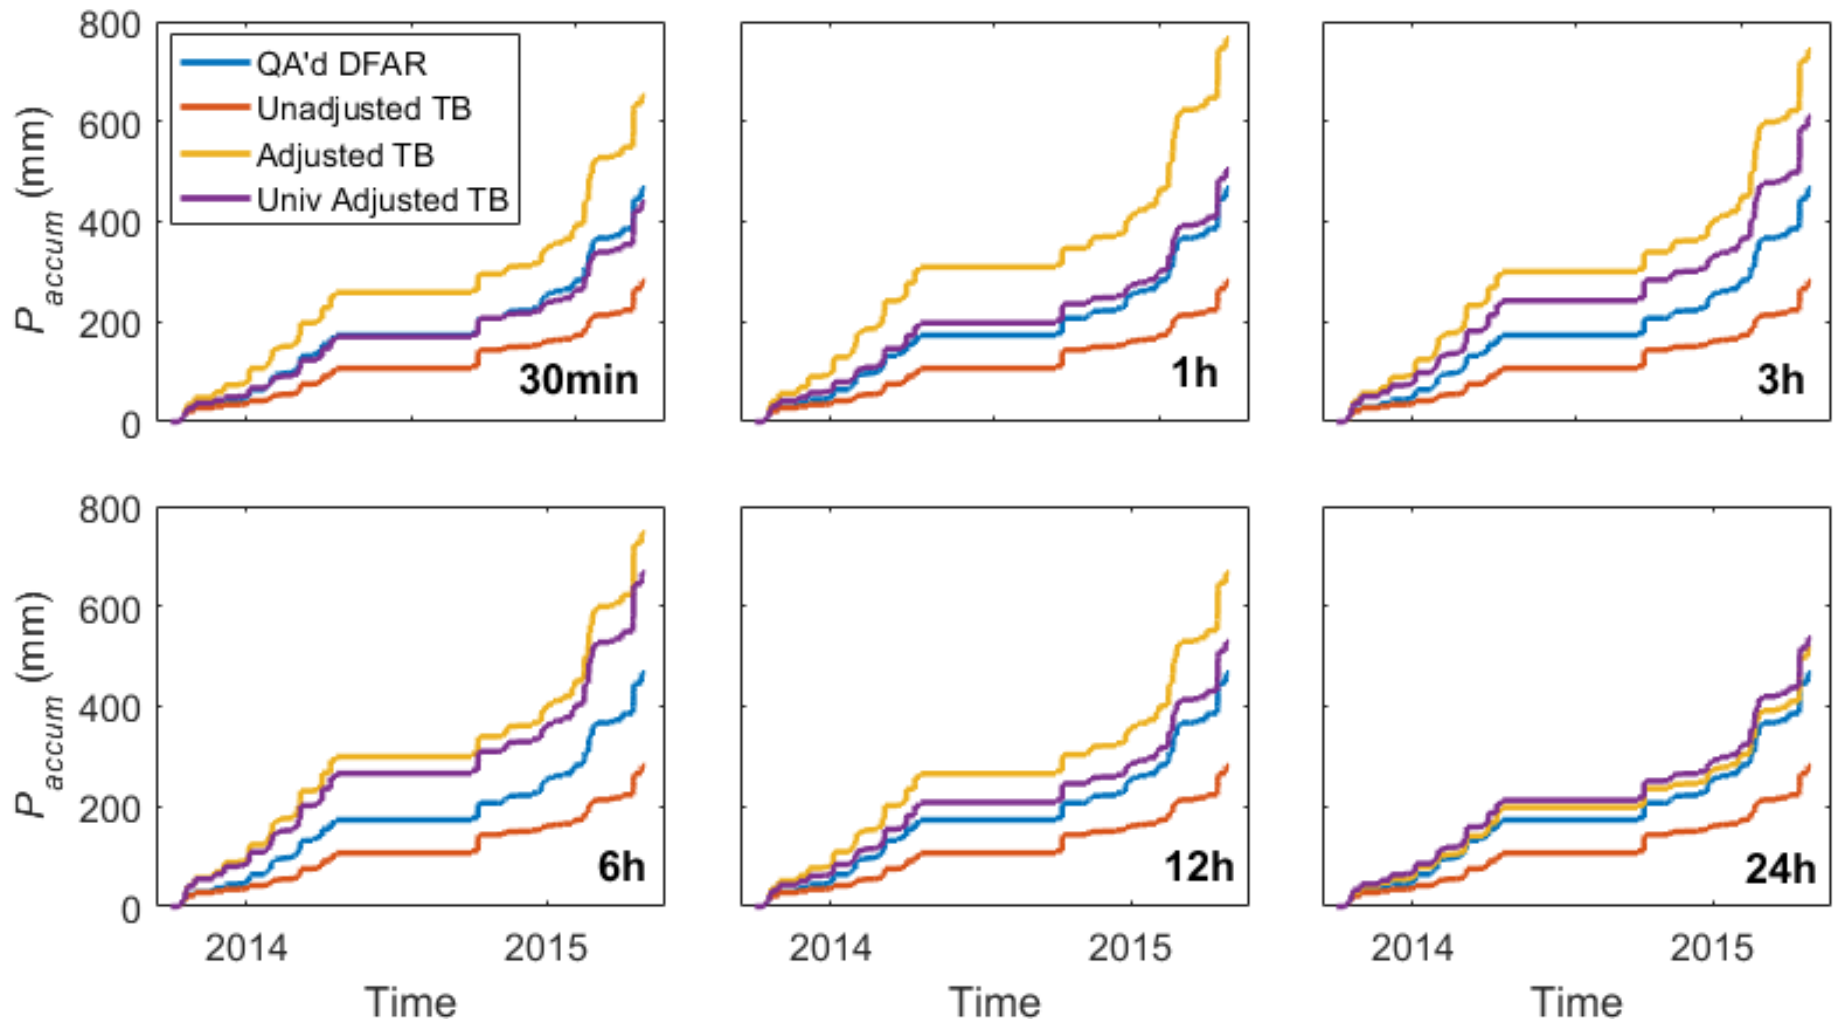 800
600
400
200
0
P_accum (mm)
QA'd DFAR
Unadjusted TB
Adjusted TB
Univ Adjusted TB
30min
1h
3h
800
600
400
200
0
P_accum (mm)
6h
12h
24h
2014
2015
2014
2015
2014
2015
Time
Time
Time